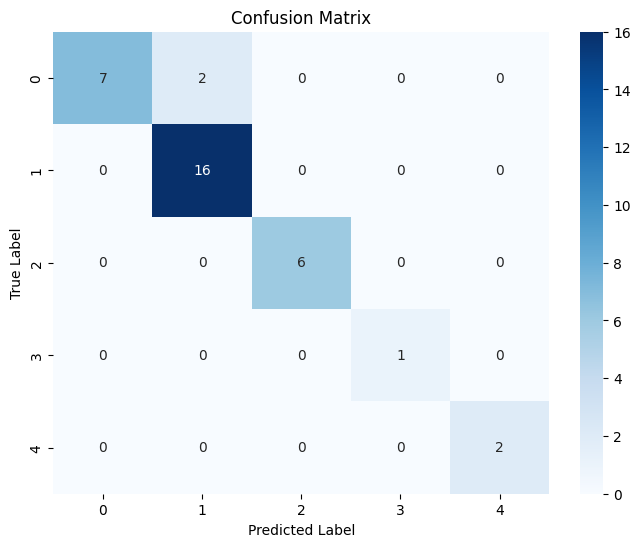 Confusion Matrix
0 7 2 0 0 0
1 0 16 0 0 0
2 0 0 6 0 0
3 0 0 0 1 0
4 0 0 0 0 2
0 1 2 3 4
True Label
Predicted Label
16
14
12
10
8
6
4
2
0